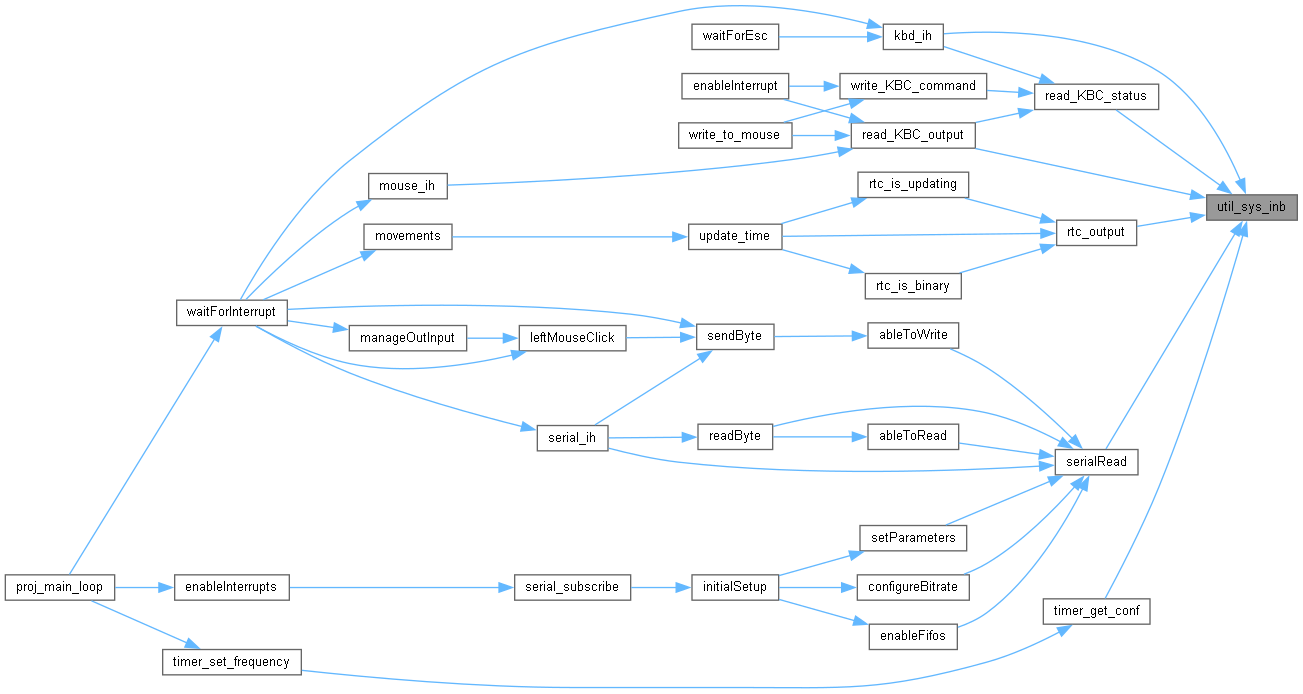 waitForEsc
kbd_ih
enableInterrupt
write_KBC_command
read_KBC_status
write_to_mouse
read_KBC_output
mouse_ih
rtc_is_updating
util_sys_inb
movements
update_time
rtc_output
rtc_is_binary
waitForInterrupt
manageOutInput
leftMouseClick
sendByte
ableToWrite
serial_ih
readByte
ableToRead
serialRead
setParameters
proj_main_loop
enableInterrupts
serial_subscribe
initialSetup
configureBitrate
timer_get_conf
enableFifos
timer_set_frequency